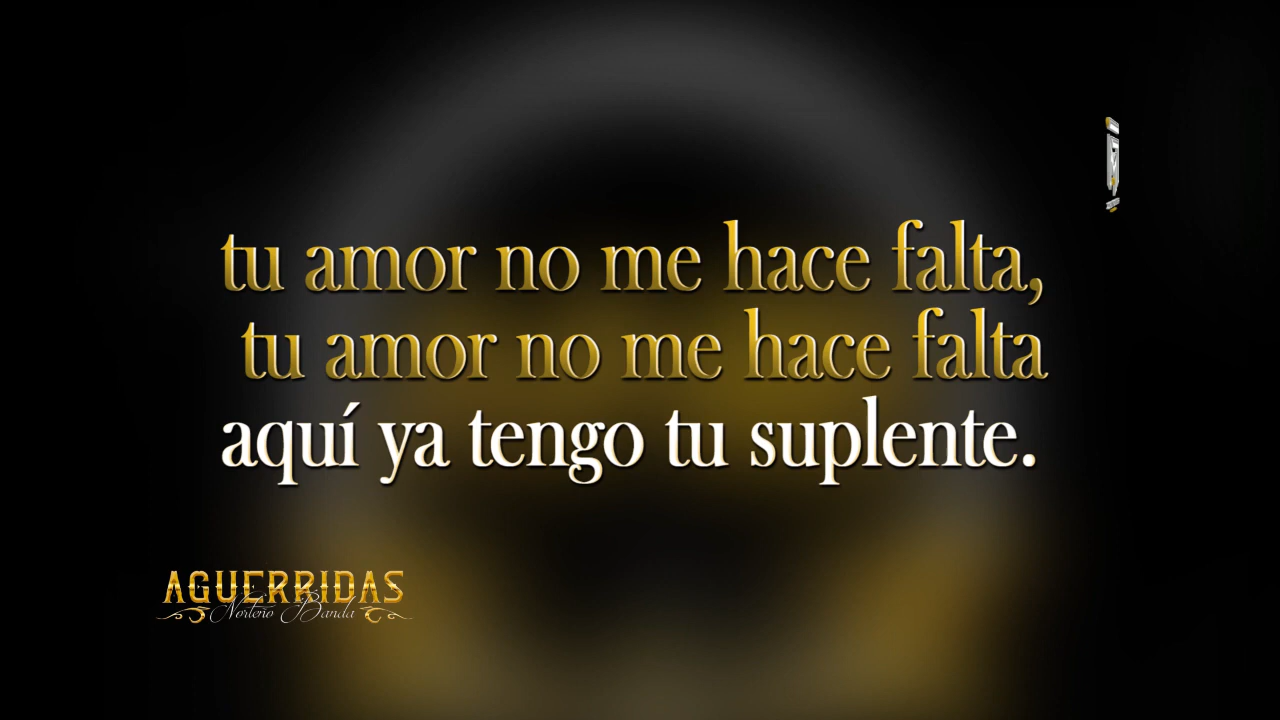 tu amor no me hace falta,
tu amor no me hace falta
aquí ya tengo tu suplente.
AGUERRIDAS
Norteño Banda